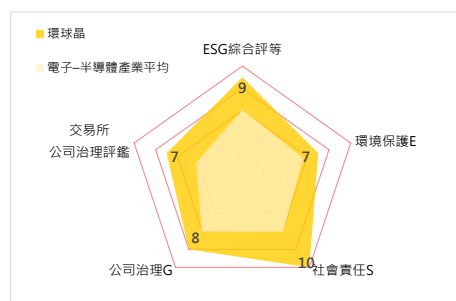 環球晶
電子–半導體產業平均
ESG綜合評等
9
交易所
公司治理評鑑
7
7
環境保護E
8
公司治理G
10
社會責任S